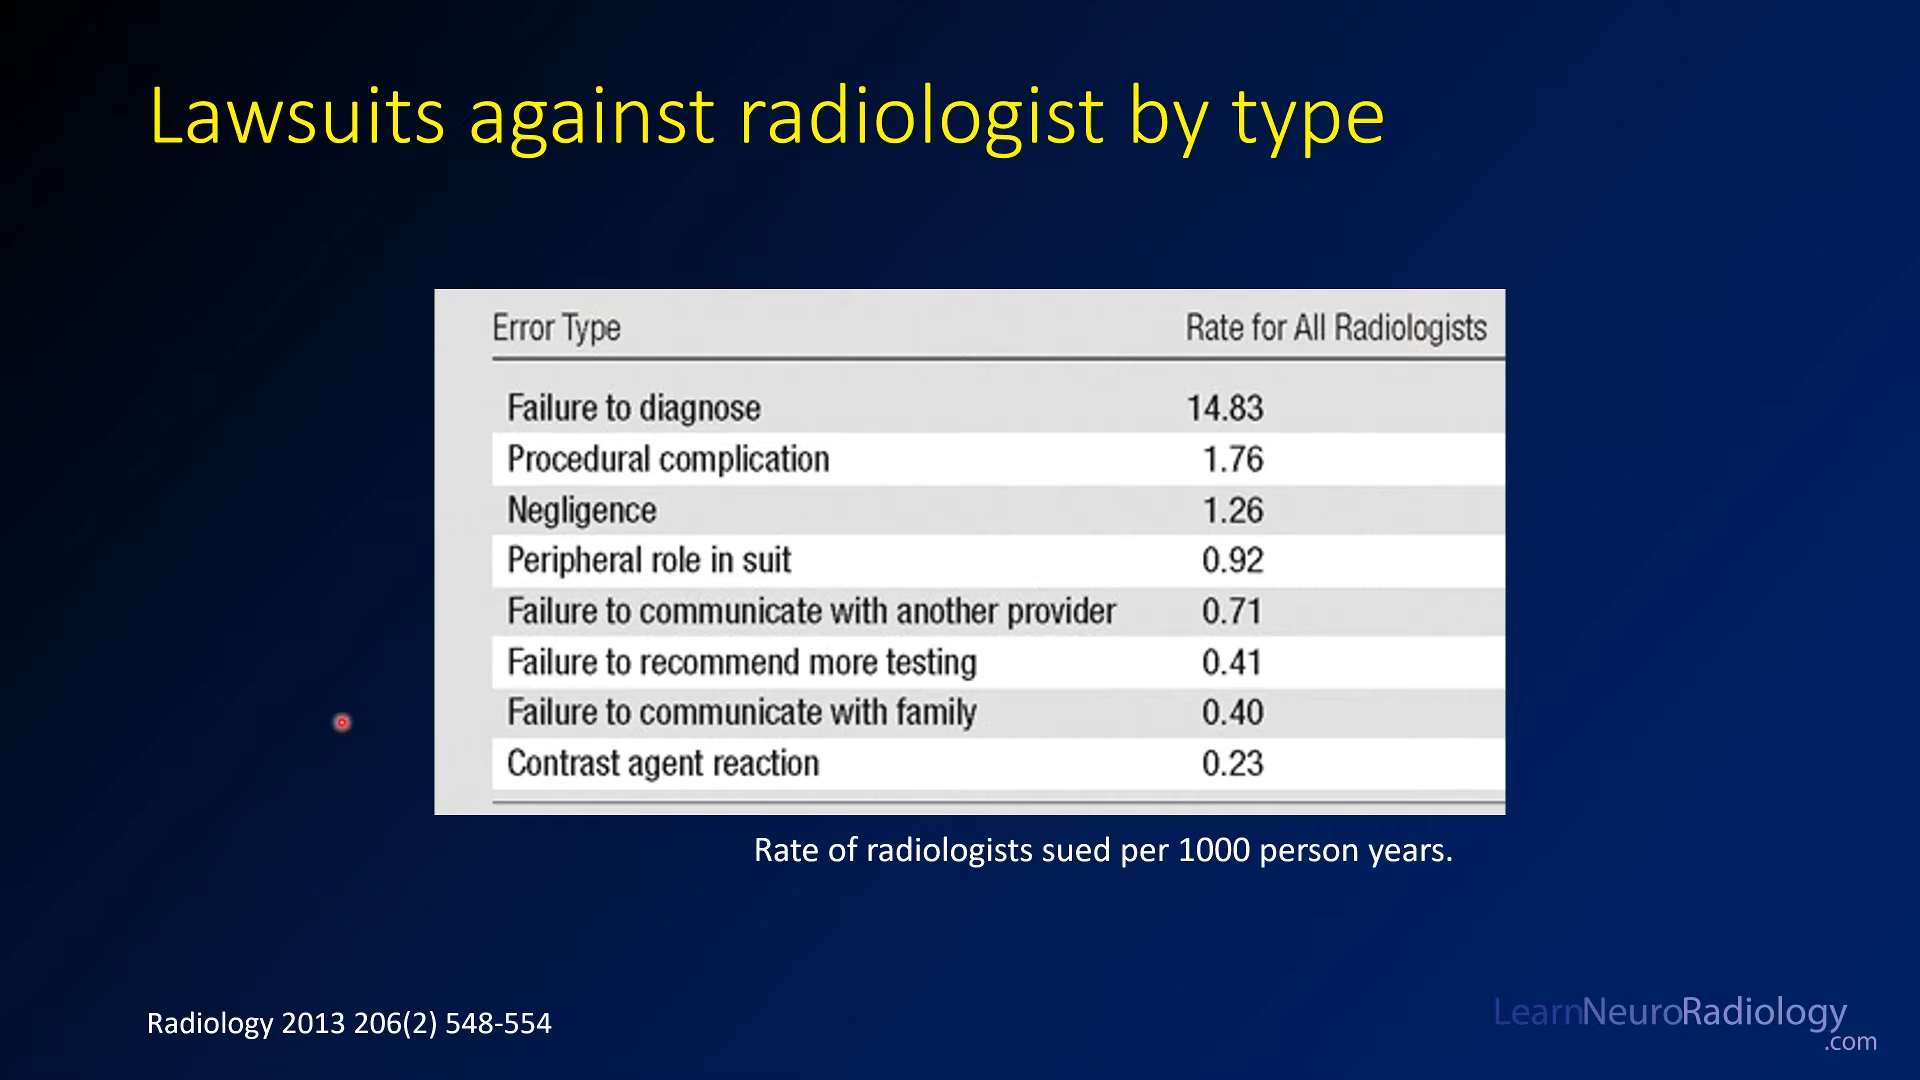 Lawsuits against radiologist by type
Error Type Rate for All Radiologists
Failure to diagnose 14.83
Procedural complication 1.76
Negligence 1.26
Peripheral role in suit 0.92
Failure to communicate with another provider 0.71
Failure to recommend more testing 0.41
Failure to communicate with family 0.40
Contrast agent reaction 0.23
Rate of radiologists sued per 1000 person years.
Radiology 2013 206(2) 548-554
LearnNeuroRadiology
.com